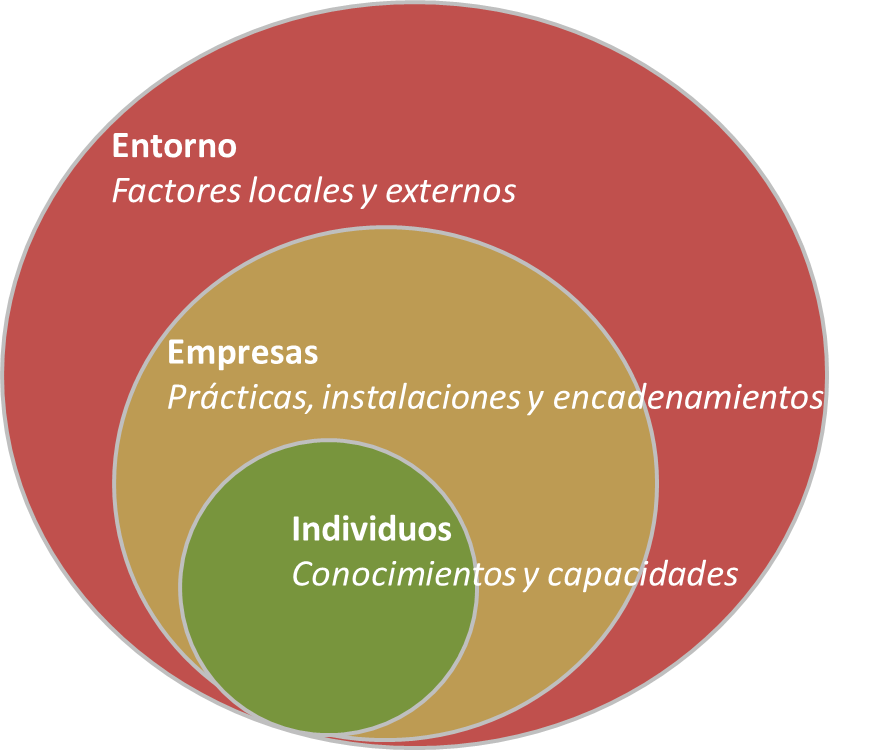 Entorno
Factores locales y externos
Empresas
Prácticas, instalaciones y encadenamientos
Individuos
Conocimientos y capacidades